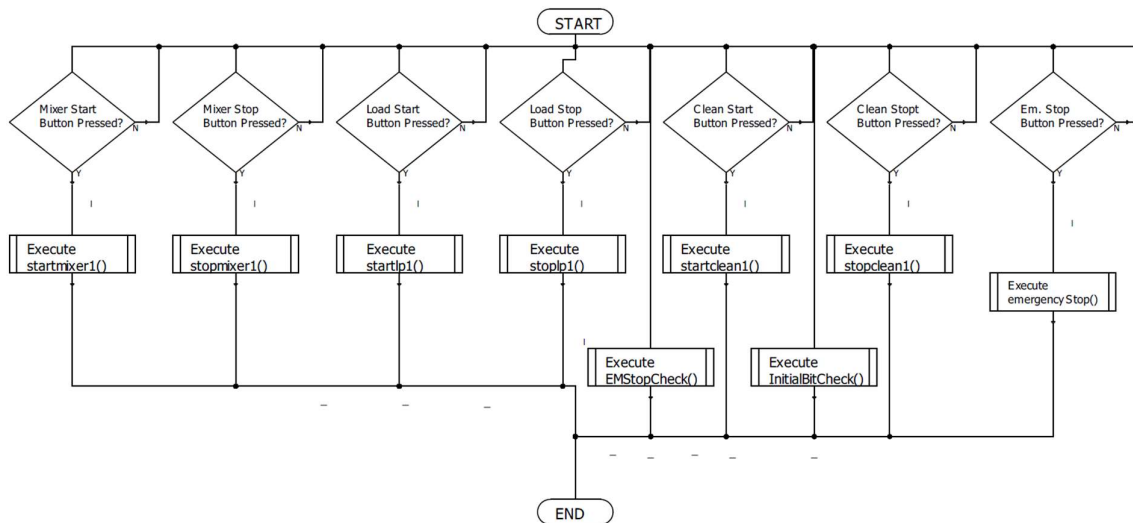 START
Mixer Start
Button Pressed?
N
Y
Mixer Stop
Button Pressed?
N
Y
Load Start
Button Pressed?
N
Y
Load Stop
Button Pressed?
N
Y
Clean Start
Button Pressed?
N
Y
Clean Stopt
Button Pressed?
N
Y
Em. Stop
Button Pressed?
N
Y
Execute
startmixer1()
Execute
stopmixer1()
Execute
startlp1()
Execute
stoplp1()
Execute
startclean1()
Execute
stopclean1()
Execute
emergencyStop()
Execute
EMStopCheck()
Execute
InitialBitCheck()
END